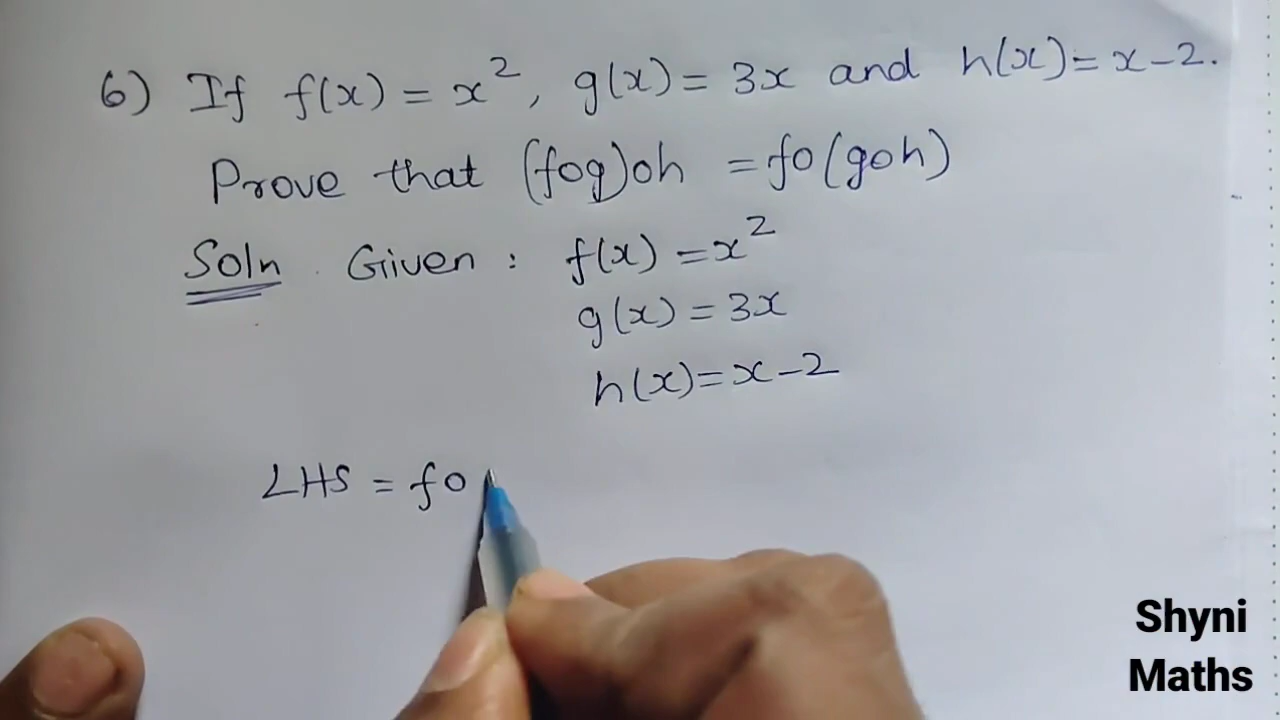 6) If f(x) = x², g(x) = 3x and h(x) = x-2.
Prove that (fog)oh = fo(goh)
Soln Given : f(x) = x²
g(x) = 3x
h(x) = x-2
LHS = fo
Shyni
Maths